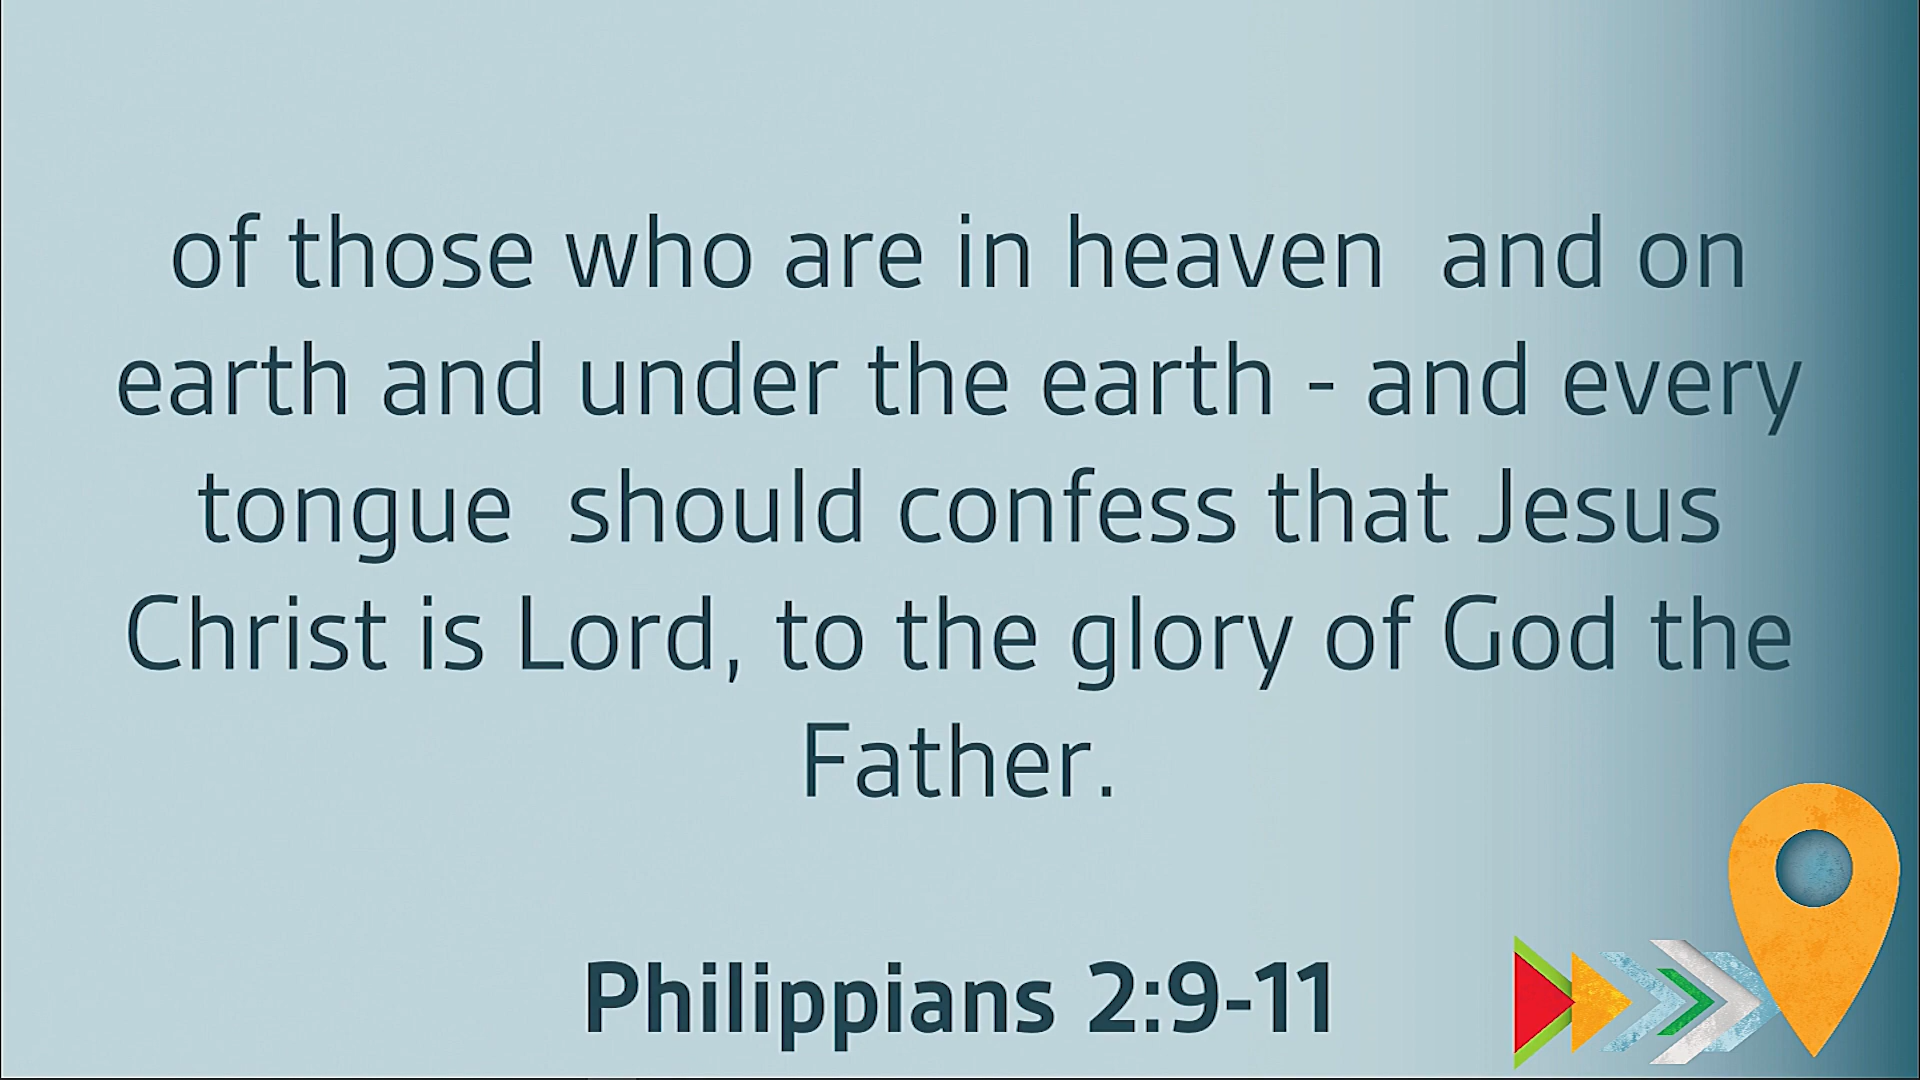 of those who are in heaven  and on
earth and under the earth - and every
tongue  should confess that Jesus
Christ is Lord, to the glory of God the
Father.
Philippians 2:9-11